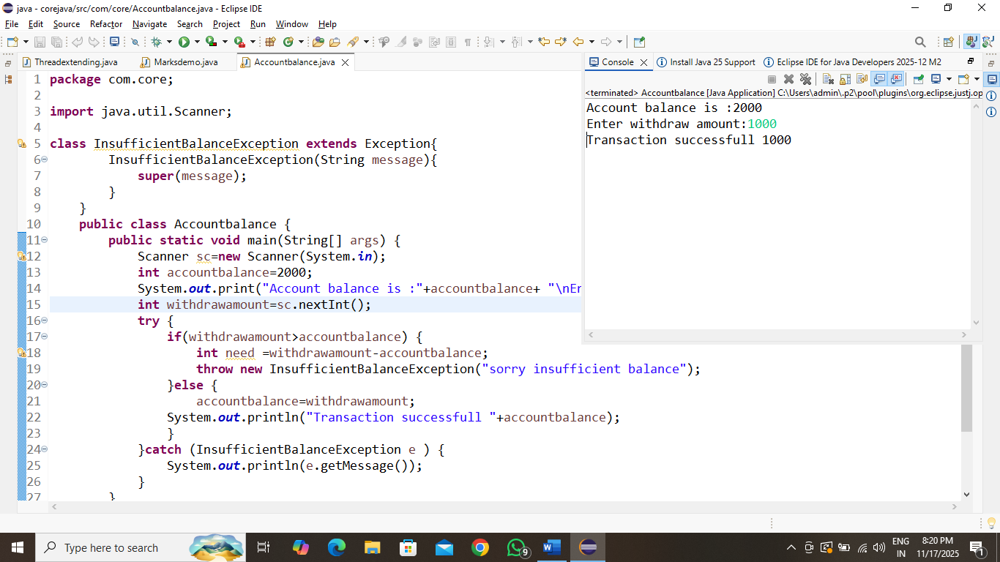 java - corejava/src/com/core/Accountbalance.java - Eclipse IDE
File Edit Source Refactor Navigate Search Project Run Window Help
Threadextending.java Marksdemo.java Accountbalance.java
1 package com.core;
2
3 import java.util.Scanner;
4
5 class InsufficientBalanceException extends Exception{
6 InsufficientBalanceException(String message){
7 super(message);
8 }
9 }
10 public class Accountbalance {
11 public static void main(String[] args) {
12 Scanner sc=new Scanner(System.in);
13 int accountbalance=2000;
14 System.out.print("Account balance is :"+accountbalance+ "\nEn
15 int withdrawamount=sc.nextInt();
16 try {
17 if(withdrawamount>accountbalance) {
18 int need =withdrawamount-accountbalance;
19 throw new InsufficientBalanceException("sorry insufficient balance");
20 }else {
21 accountbalance=withdrawamount;
22 System.out.println("Transaction successfull "+accountbalance);
23 }
24 }catch (InsufficientBalanceException e ) {
25 System.out.println(e.getMessage());
26 }
27 }
Console Install Java 25 Support Eclipse IDE for Java Developers 2025-12 M2
<terminated> Accountbalance [Java Application] C:\Users\admin\.p2\pool\plugins\org.eclipse.justj.op
Account balance is :2000
Enter withdraw amount:1000
Transaction successfull 1000
Type here to search
9
ENG
IN
8:20 PM
11/17/2025
1